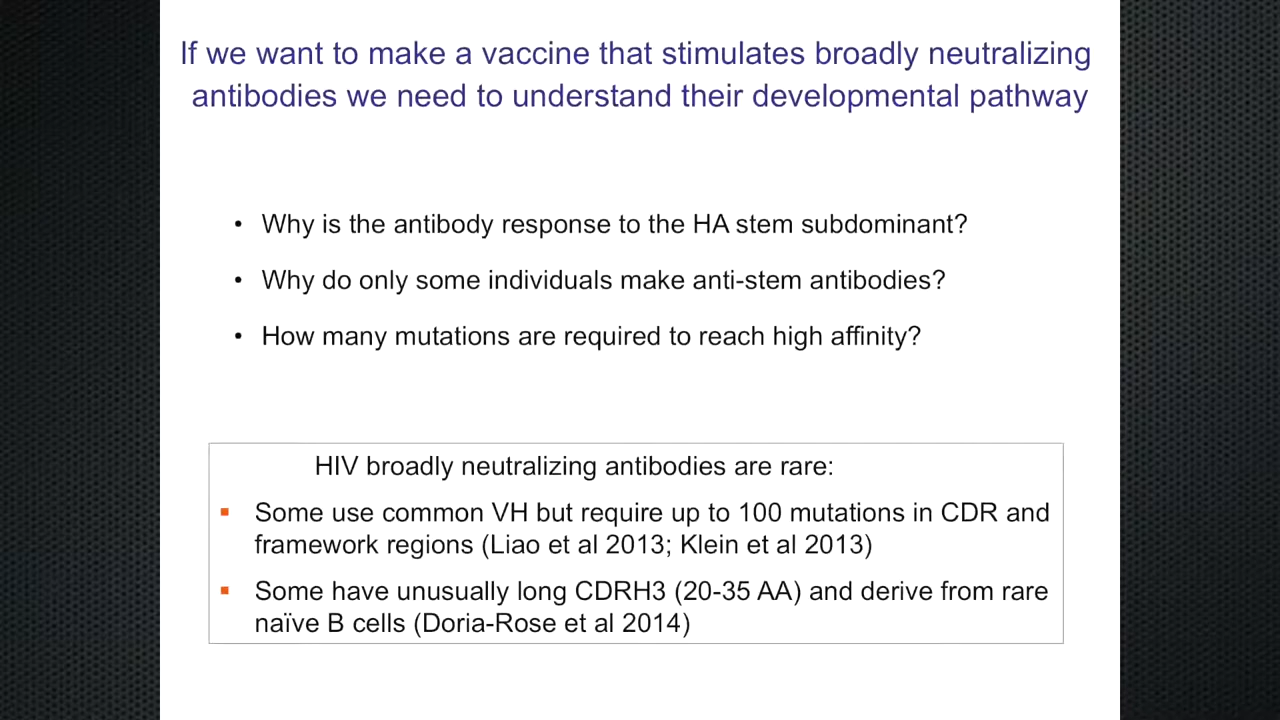 If we want to make a vaccine that stimulates broadly neutralizing
antibodies we need to understand their developmental pathway
• Why is the antibody response to the HA stem subdominant?
• Why do only some individuals make anti-stem antibodies?
• How many mutations are required to reach high affinity?
HIV broadly neutralizing antibodies are rare:
▪ Some use common VH but require up to 100 mutations in CDR and
framework regions (Liao et al 2013; Klein et al 2013)
▪ Some have unusually long CDRH3 (20-35 AA) and derive from rare
naïve B cells (Doria-Rose et al 2014)